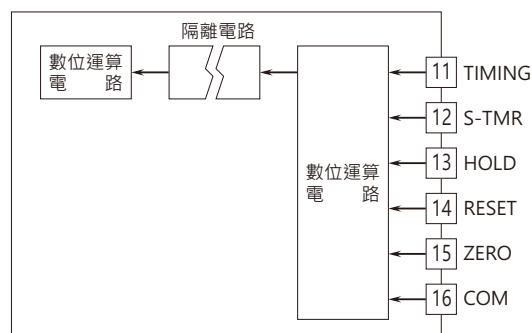 隔離電路
數位運算
電 路
數位運算
電 路
11 TIMING
12 S-TMR
13 HOLD
14 RESET
15 ZERO
16 COM